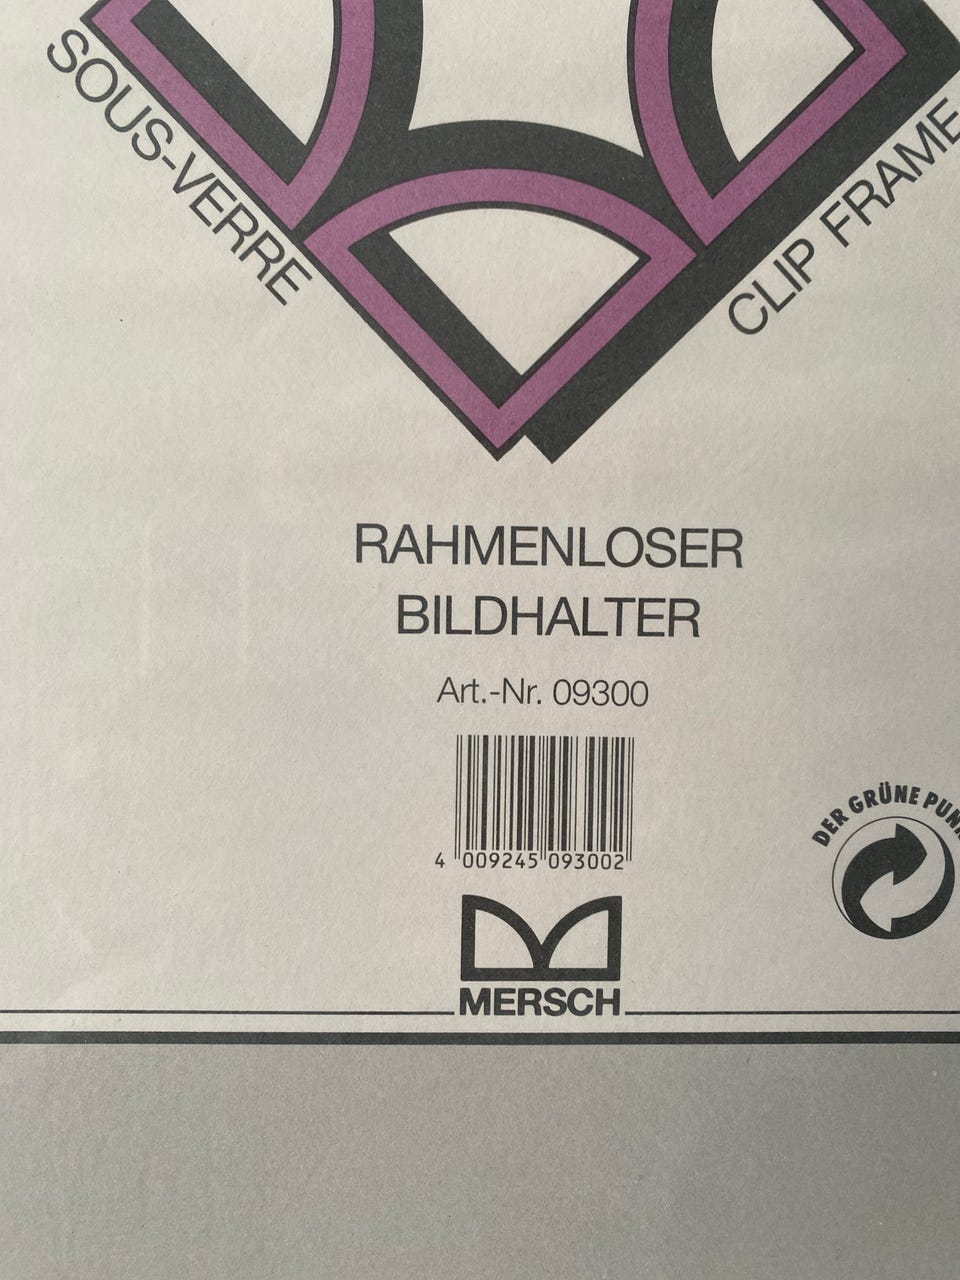 SOUS-VERRE
CLIP FRAME
RAHMENLOSER
BILDHALTER
Art.-Nr. 09300
4 009245 093002
DER GRÜNE
MERSCH